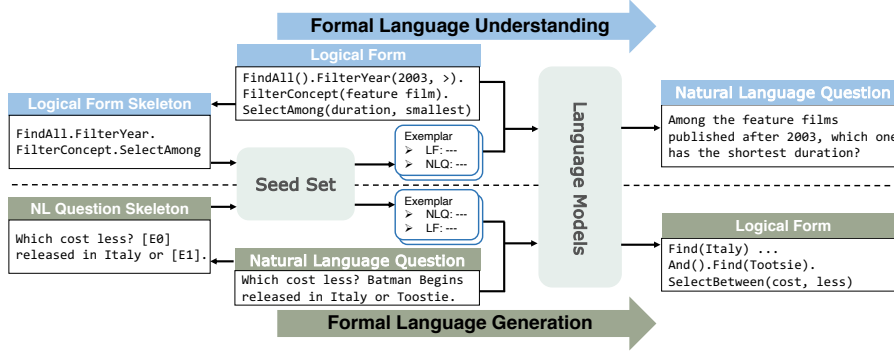 Formal Language Understanding
Logical Form
FindAll().FilterYear(2003, >).
FilterConcept(feature film).
SelectAmong(duration, smallest)
Logical Form Skeleton
FindAll.FilterYear.
FilterConcept.SelectAmong
Exemplar
➢ LF: ---
➢ NLQ: ---
Seed Set
Language Models
Natural Language Question
Among the feature films
published after 2003, which one
has the shortest duration?
NL Question Skeleton
Which cost less? [E0]
released in Italy or [E1].
Exemplar
➢ NLQ: ---
➢ LF: ---
Natural Language Question
Which cost less? Batman Begins
released in Italy or Toostie.
Logical Form
Find(Italy) ...
And().Find(Tootsie).
SelectBetween(cost, less)
Formal Language Generation